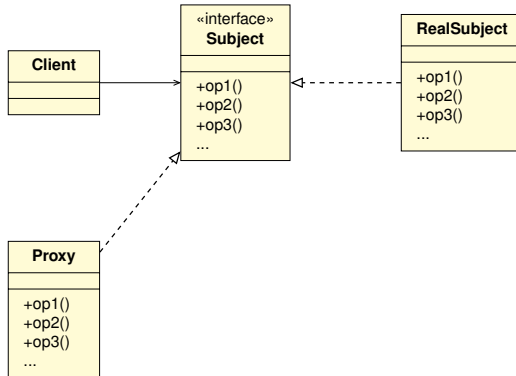 Client
«interface»
Subject
+op1()
+op2()
+op3()
...
RealSubject
+op1()
+op2()
+op3()
...
Proxy
+op1()
+op2()
+op3()
...